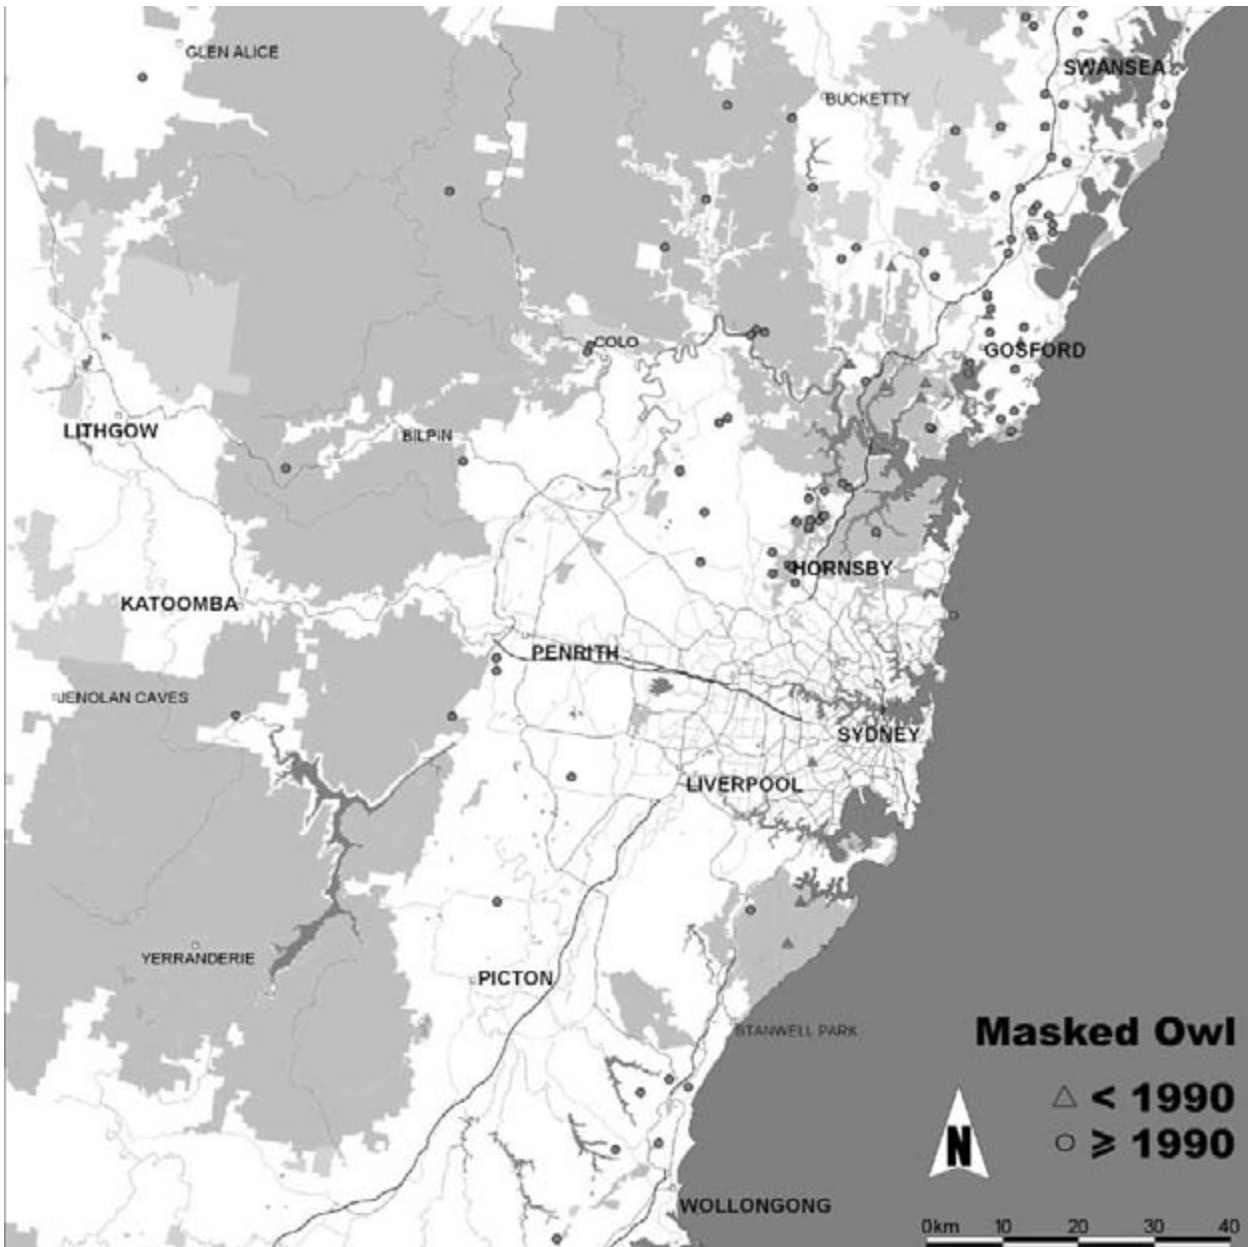 GLEN ALICE
SWANSEA
BUCKETTY
COLO
GOSFORD
LITHGOW
BILPIN
HORNSBY
KATOOMBA
PENRITH
JENOLAN CAVES
SYDNEY
LIVERPOOL
YERRANDERIE
PICTON
STANWELL PARK
Masked Owl
< 1990
≥ 1990
N
WOLLONGONG
0km 10 20 30 40